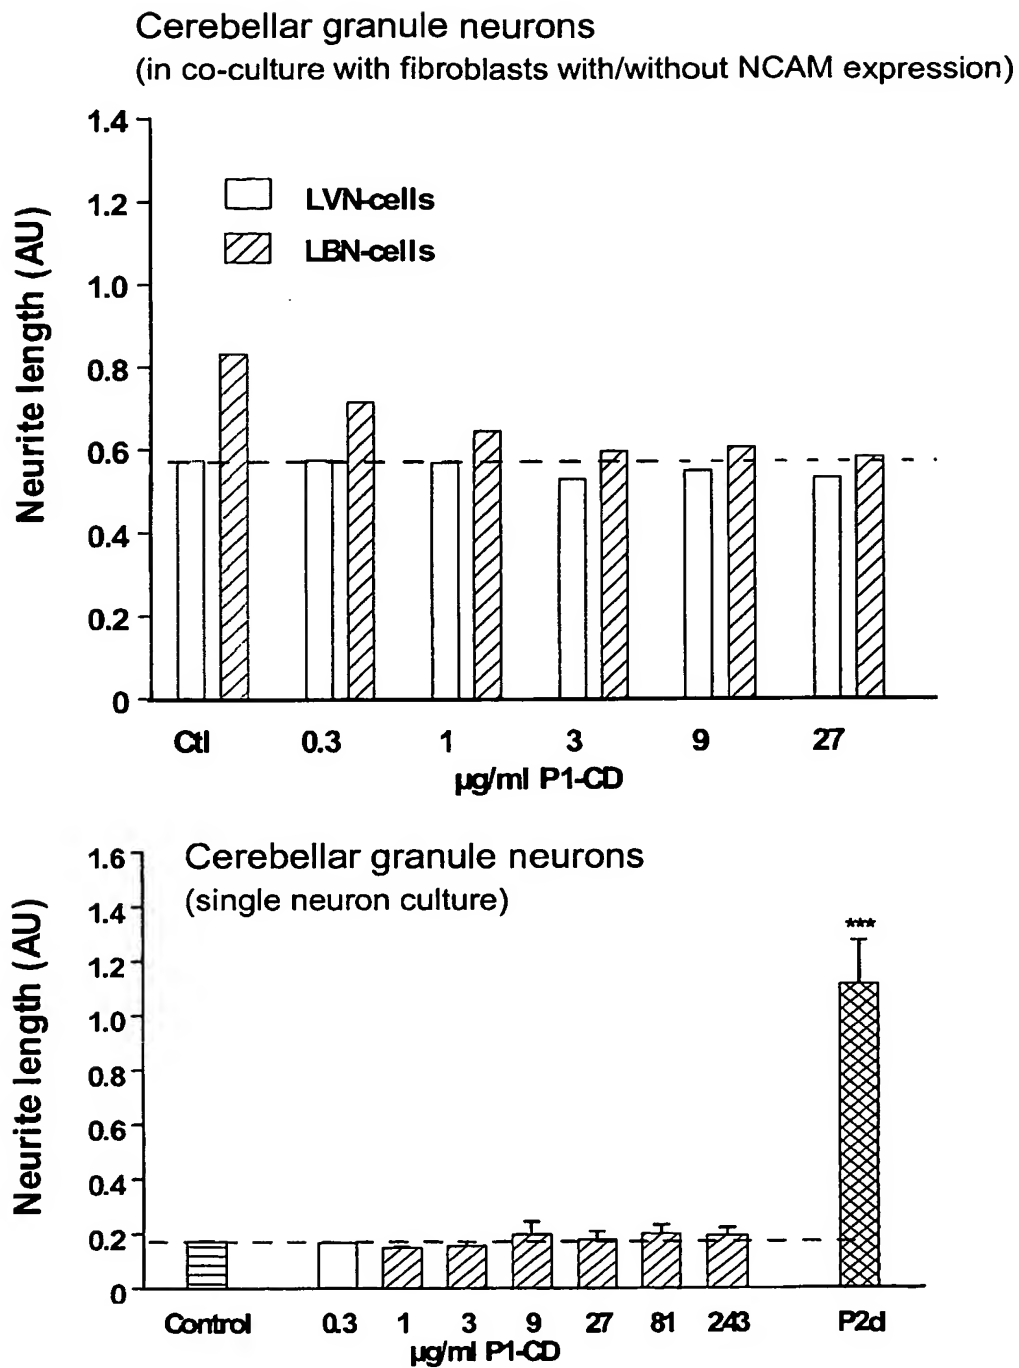 Cerebellar granule neurons
(in co-culture with fibroblasts with/without NCAM expression)
Neurite length (AU)
1.4
1.2
1.0
0.8
0.6
0.4
0.2
0
LVN-cells
LBN-cells
Ctl 0.3 1 3 9 27
µg/ml P1-CD
Cerebellar granule neurons
(single neuron culture)
Neurite length (AU)
1.6
1.4
1.2
1.0
0.8
0.6
0.4
0.2
0
***
Control 0.3 1 3 9 27 81 243 P2d
µg/ml P1-CD